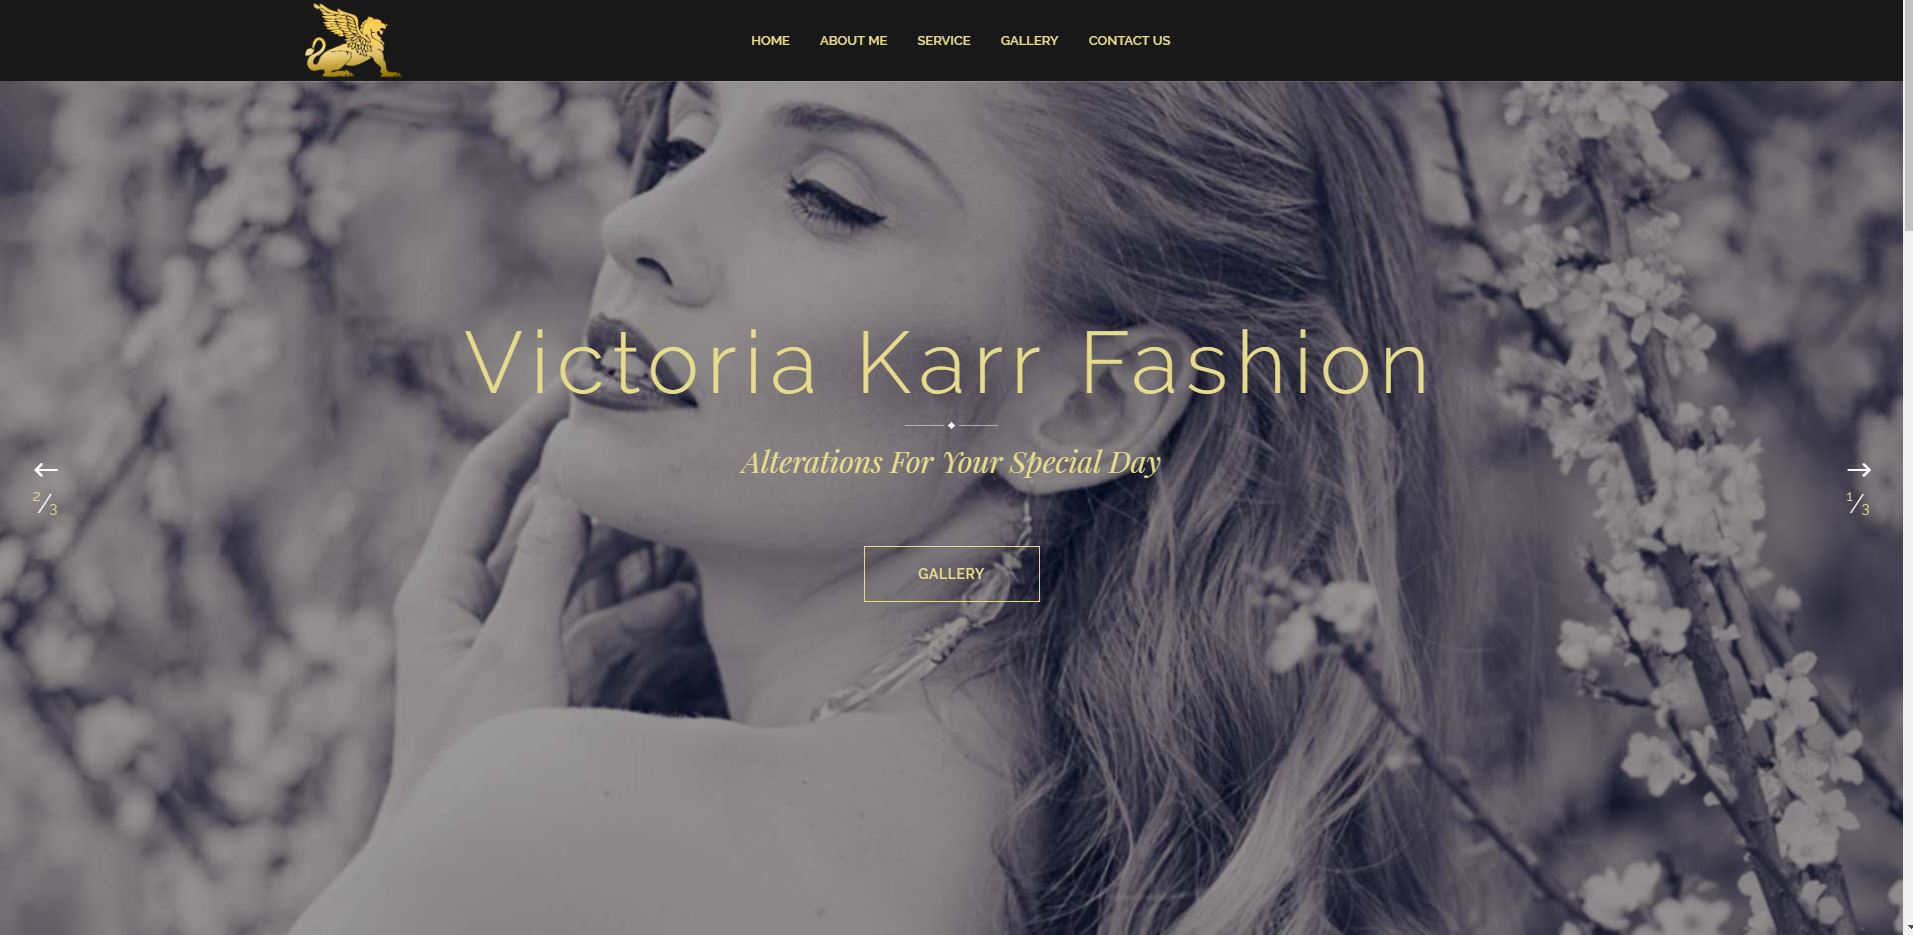 HOME ABOUT ME SERVICE GALLERY CONTACT US
Victoria Karr Fashion
Alterations For Your Special Day
2/3
1/3
GALLERY